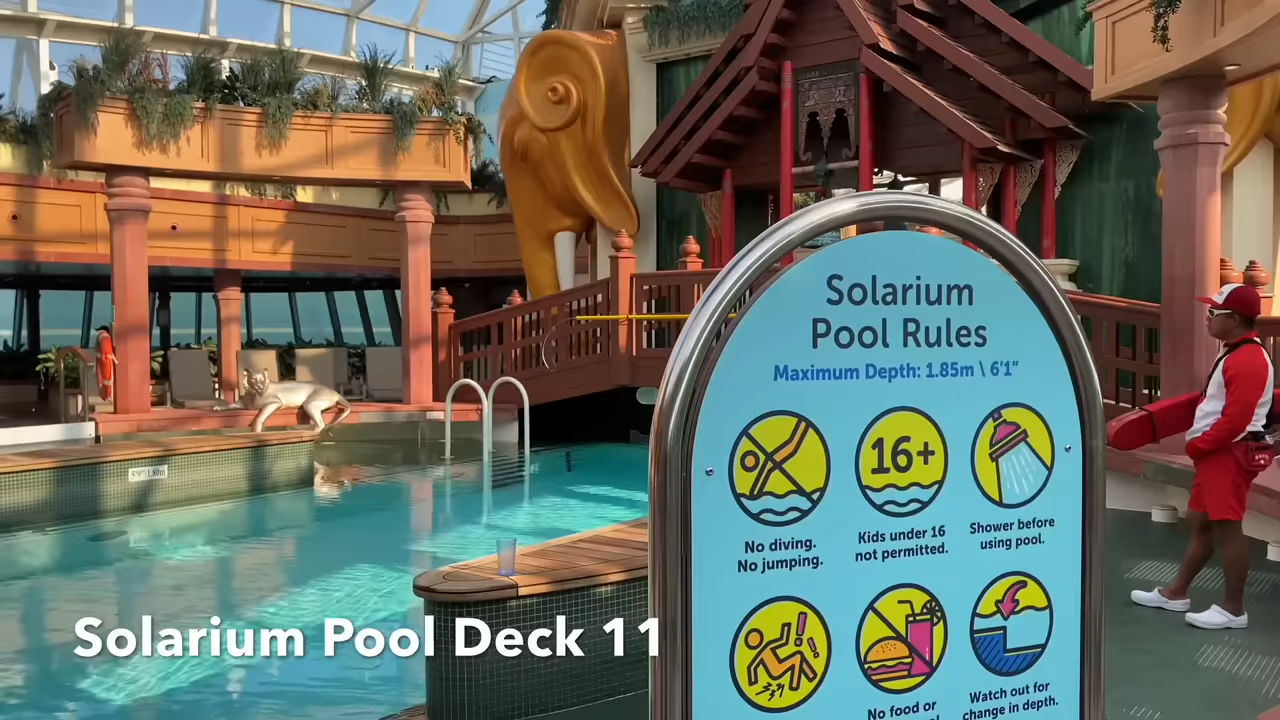 Solarium
Pool Rules
Maximum Depth: 1.85m \ 6'1"
16+
No diving.
No jumping.
Kids under 16
not permitted.
Shower before
using pool.
No food or
Watch out for
change in depth.
Solarium Pool Deck 11